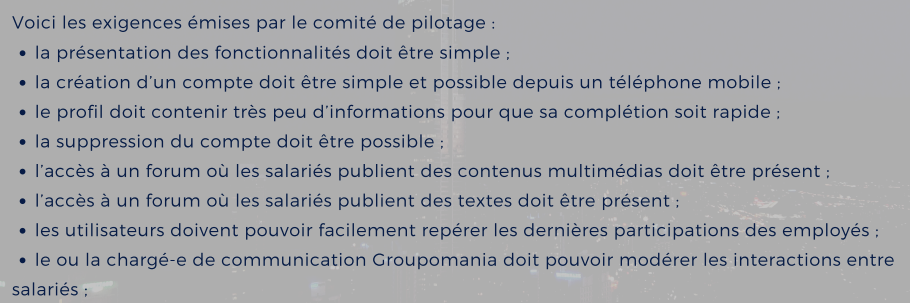 Voici les exigences émises par le comité de pilotage :
• la présentation des fonctionnalités doit être simple ;
• la création d'un compte doit être simple et possible depuis un téléphone mobile ;
• le profil doit contenir très peu d'informations pour que sa complétion soit rapide ;
• la suppression du compte doit être possible ;
• l'accès à un forum où les salariés publient des contenus multimédias doit être présent ;
• l'accès à un forum où les salariés publient des textes doit être présent ;
• les utilisateurs doivent pouvoir facilement repérer les dernières participations des employés ;
• le ou la chargé-e de communication Groupomania doit pouvoir modérer les interactions entre
salariés ;